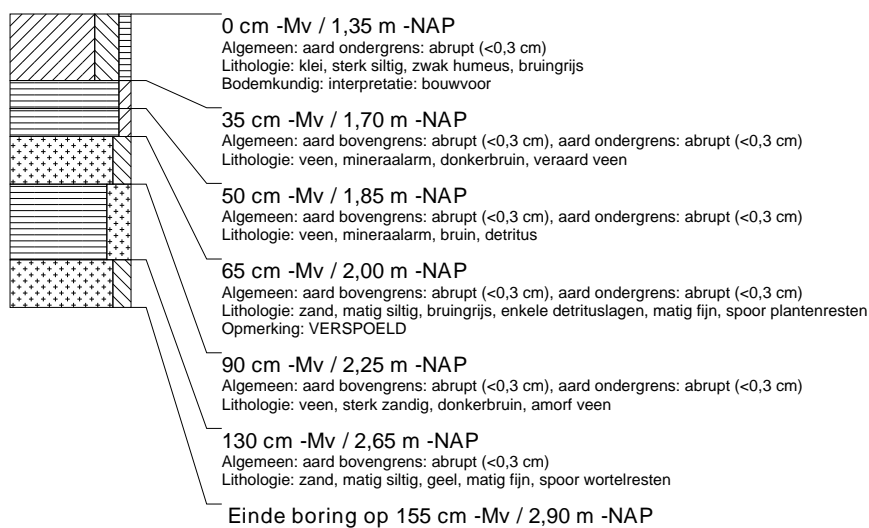 0 cm -Mv / 1,35 m -NAP
Algemeen: aard ondergrens: abrupt (<0,3 cm)
Lithologie: klei, sterk siltig, zwak humeus, bruingrijs
Bodemkundig: interpretatie: bouwvoor
35 cm -Mv / 1,70 m -NAP
Algemeen: aard bovengrens: abrupt (<0,3 cm), aard ondergrens: abrupt (<0,3 cm)
Lithologie: veen, mineraalarm, donkerbruin, veraard veen
50 cm -Mv / 1,85 m -NAP
Algemeen: aard bovengrens: abrupt (<0,3 cm), aard ondergrens: abrupt (<0,3 cm)
Lithologie: veen, mineraalarm, bruin, detritus
65 cm -Mv / 2,00 m -NAP
Algemeen: aard bovengrens: abrupt (<0,3 cm), aard ondergrens: abrupt (<0,3 cm)
Lithologie: zand, matig siltig, bruingrijs, enkele detrituslagen, matig fijn, spoor plantenresten
Opmerking: VERSPOELD
90 cm -Mv / 2,25 m -NAP
Algemeen: aard bovengrens: abrupt (<0,3 cm), aard ondergrens: abrupt (<0,3 cm)
Lithologie: veen, sterk zandig, donkerbruin, amorf veen
130 cm -Mv / 2,65 m -NAP
Algemeen: aard bovengrens: abrupt (<0,3 cm)
Lithologie: zand, matig siltig, geel, matig fijn, spoor wortelresten
Einde boring op 155 cm -Mv / 2,90 m -NAP